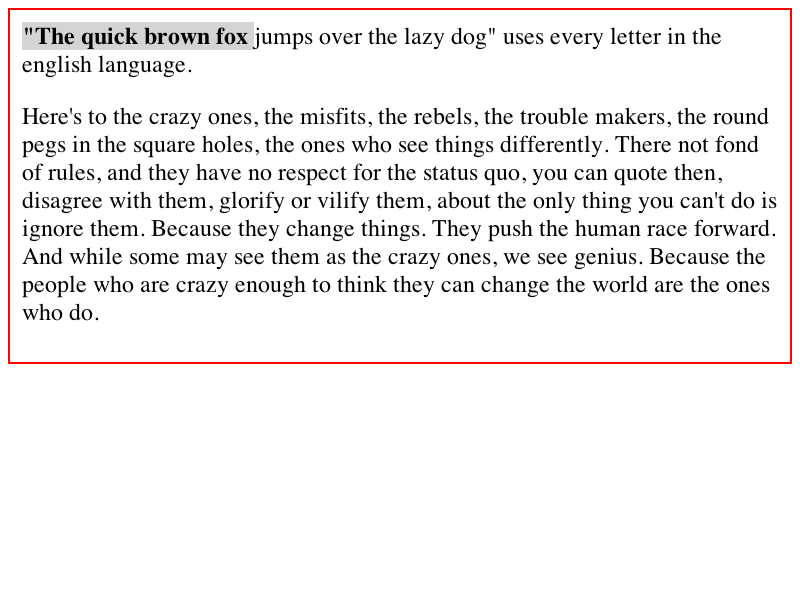 "The quick brown fox jumps over the lazy dog" uses every letter in the
english language.
Here's to the crazy ones, the misfits, the rebels, the trouble makers, the round
pegs in the square holes, the ones who see things differently. There not fond
of rules, and they have no respect for the status quo, you can quote then,
disagree with them, glorify or vilify them, about the only thing you can't do is
ignore them. Because they change things. They push the human race forward.
And while some may see them as the crazy ones, we see genius. Because the
people who are crazy enough to think they can change the world are the ones
who do.